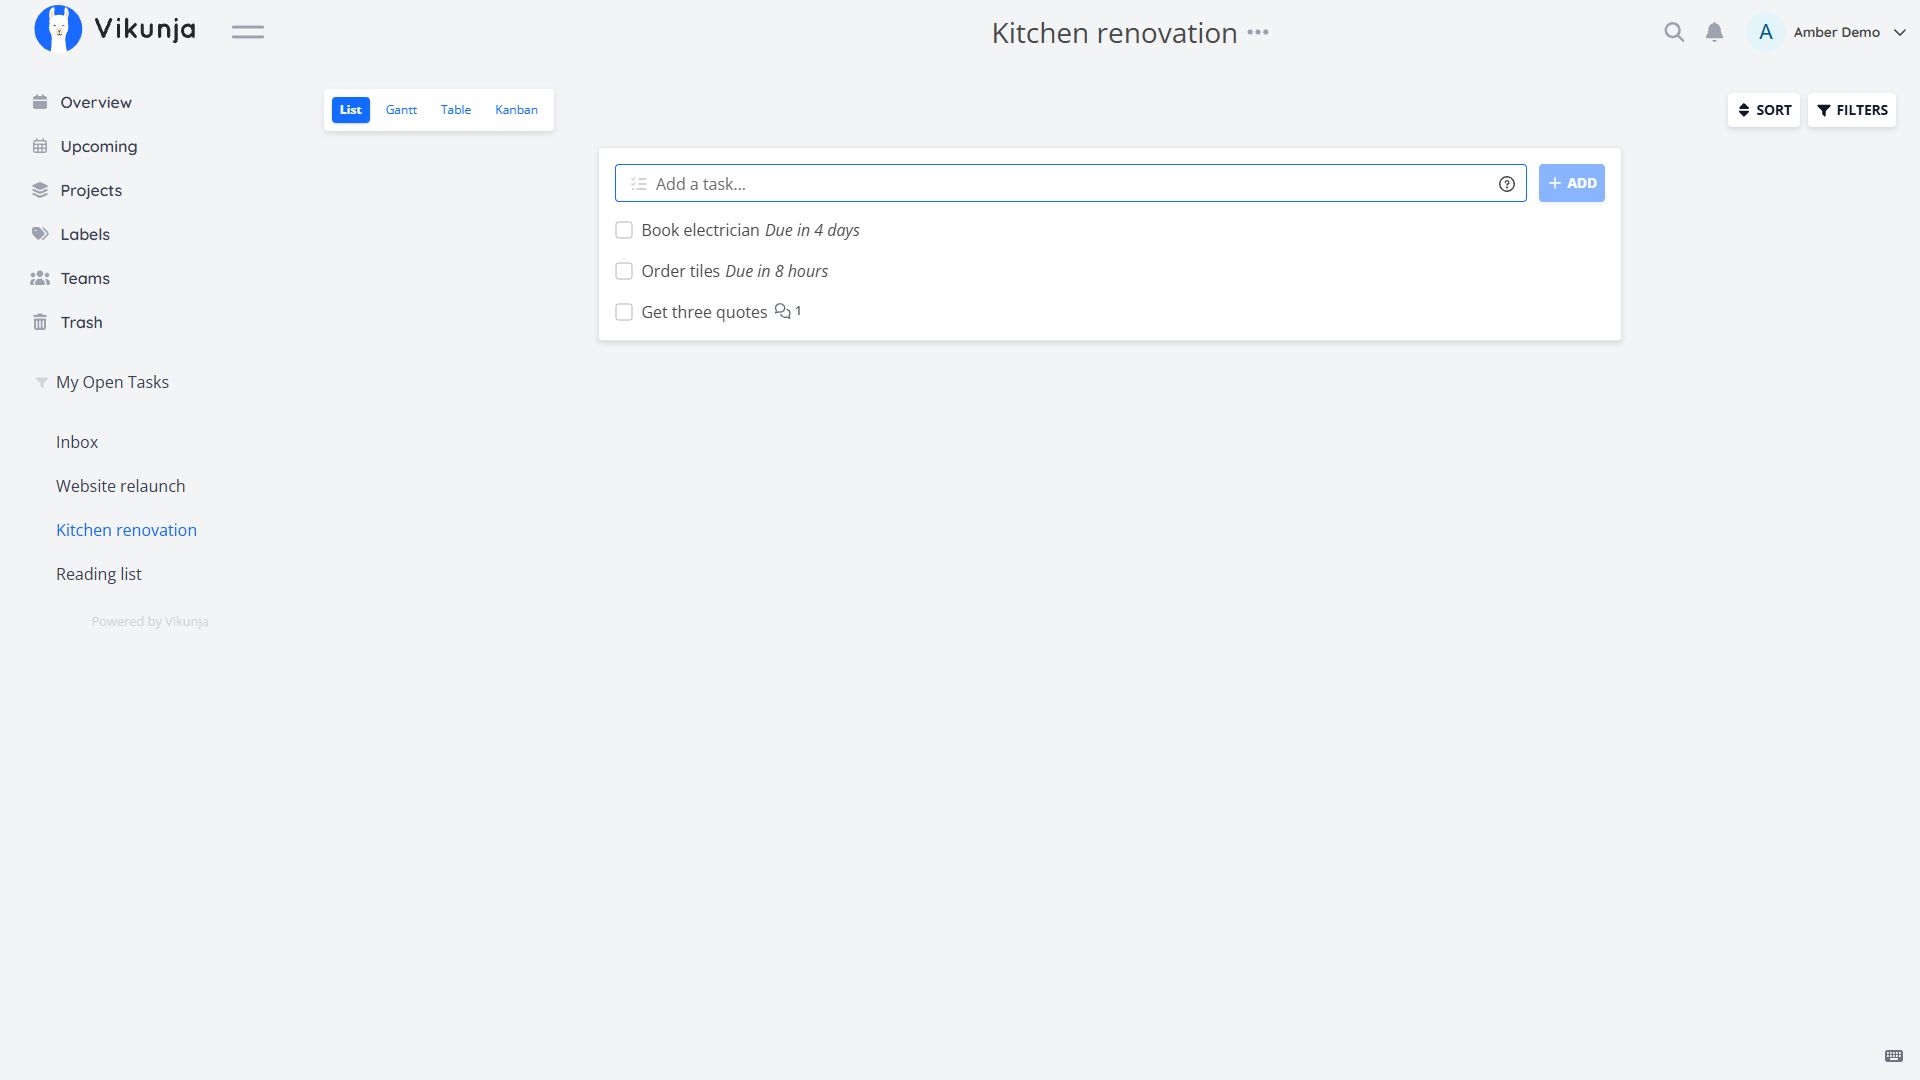 Vikunja
Kitchen renovation
A Amber Demo
Overview
Upcoming
Projects
Labels
Teams
Trash
My Open Tasks
Inbox
Website relaunch
Kitchen renovation
Reading list
Powered by Vikunja
List Gantt Table Kanban
SORT FILTERS
Add a task...
ADD
Book electrician Due in 4 days
Order tiles Due in 8 hours
Get three quotes 1